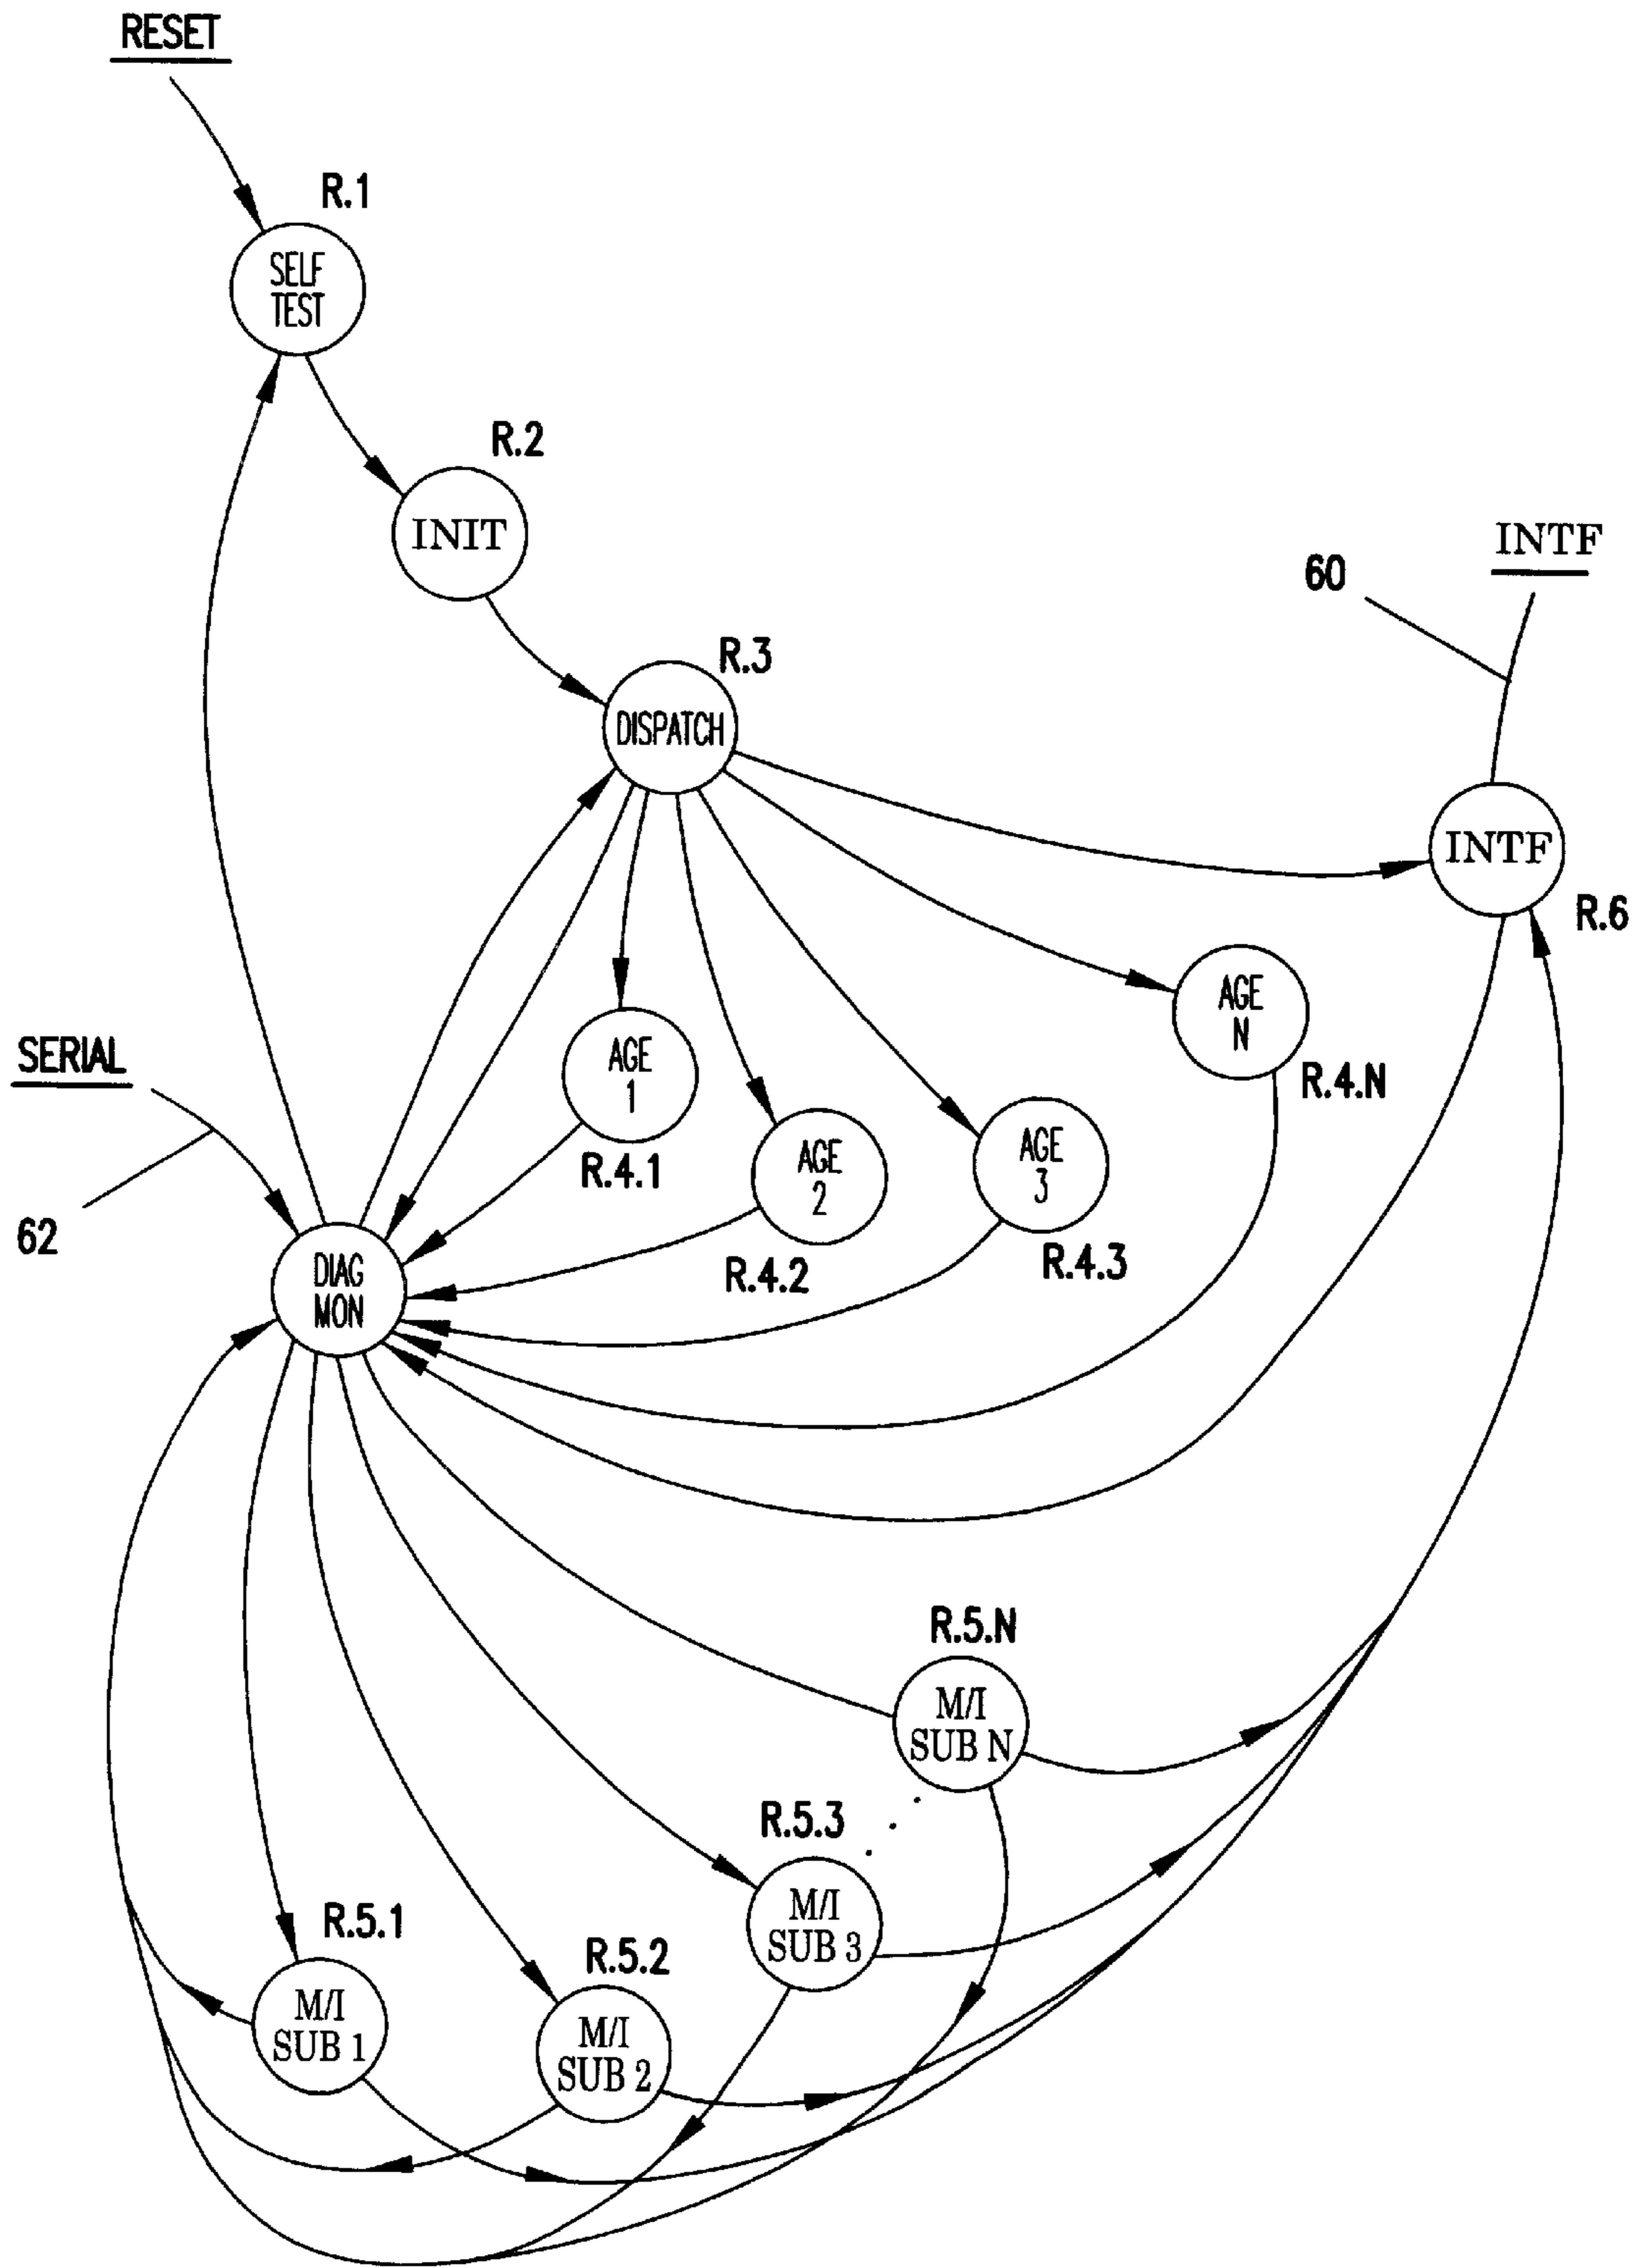 RESET
R.1
SELF
TEST
R.2
INIT
INTF
60
R.3
DISPATCH
INTF
R.6
AGE
N
R.4.N
SERIAL
AGE
1
R.4.1
AGE
2
R.4.2
AGE
3
R.4.3
62
DIAG
MON
R.5.N
M/I
SUB N
R.5.3
M/I
SUB 3
R.5.1
M/I
SUB 1
R.5.2
M/I
SUB 2